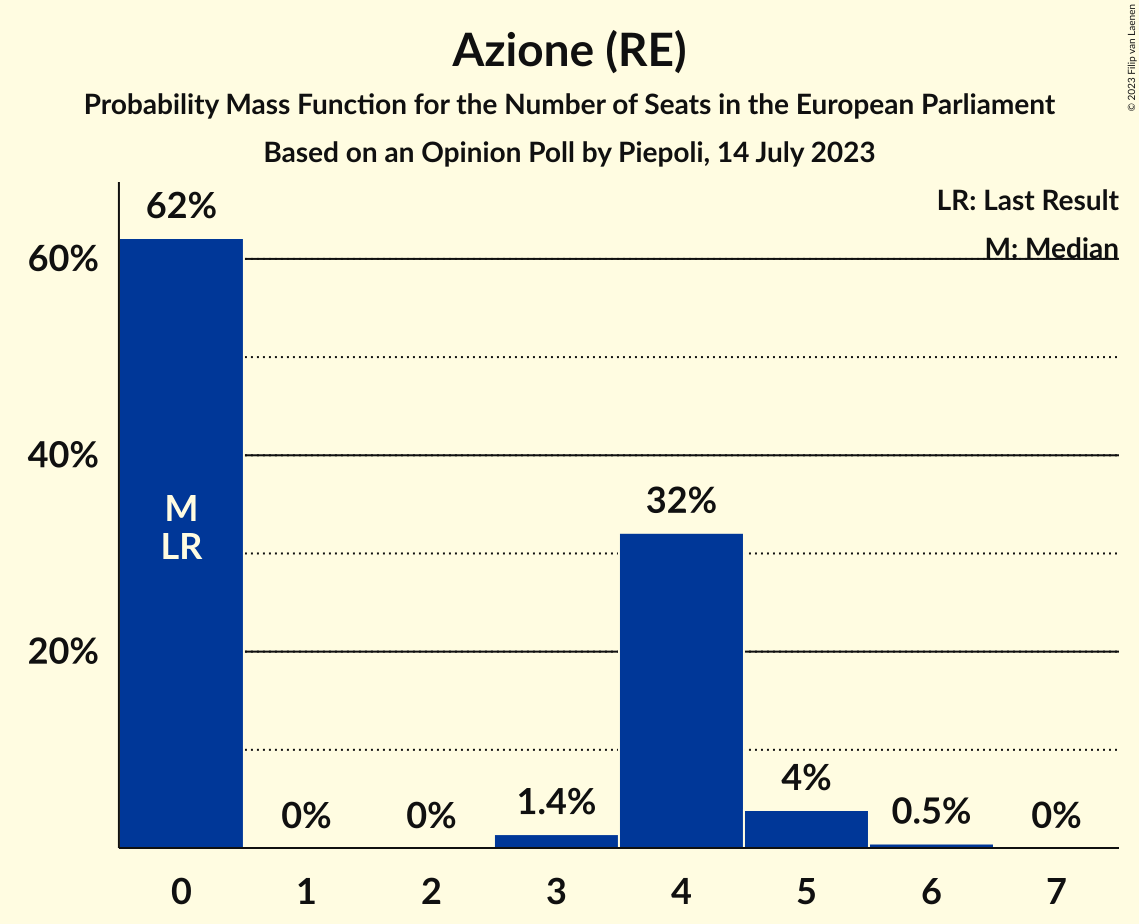 Azione (RE)
Probability Mass Function for the Number of Seats in the European Parliament
Based on an Opinion Poll by Piepoli, 14 July 2023
© 2023 Filip van Laenen
LR: Last Result
M: Median
62%
60%
40%
20%
M
LR
0%
0%
1.4%
32%
4%
0.5%
0%
0
1
2
3
4
5
6
7